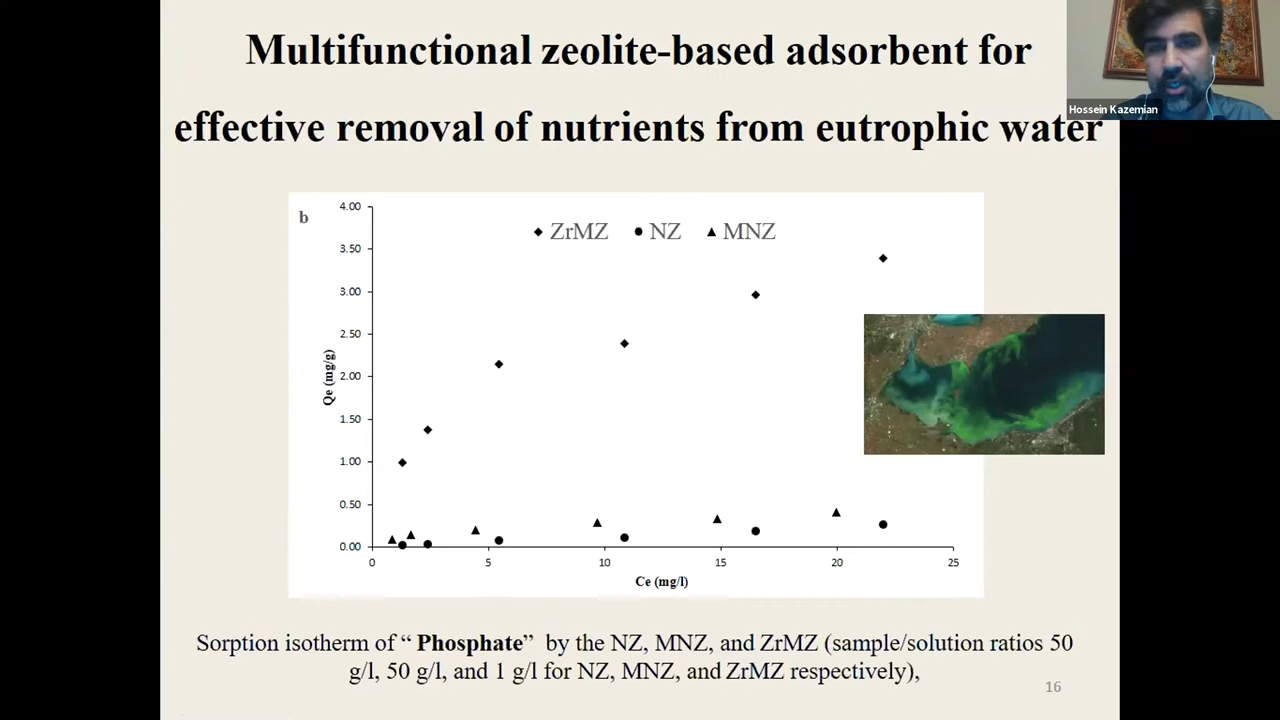 Multifunctional zeolite-based adsorbent for
effective removal of nutrients from eutrophic water
Hossein Kazemian
b
ZrMZ NZ MNZ
4.00
3.50
3.00
2.50
2.00
1.50
1.00
0.50
0.00
Qe (mg/g)
0 5 10 15 20 25
Ce (mg/l)
Sorption isotherm of “ Phosphate” by the NZ, MNZ, and ZrMZ (sample/solution ratios 50
g/l, 50 g/l, and 1 g/l for NZ, MNZ, and ZrMZ respectively),
16